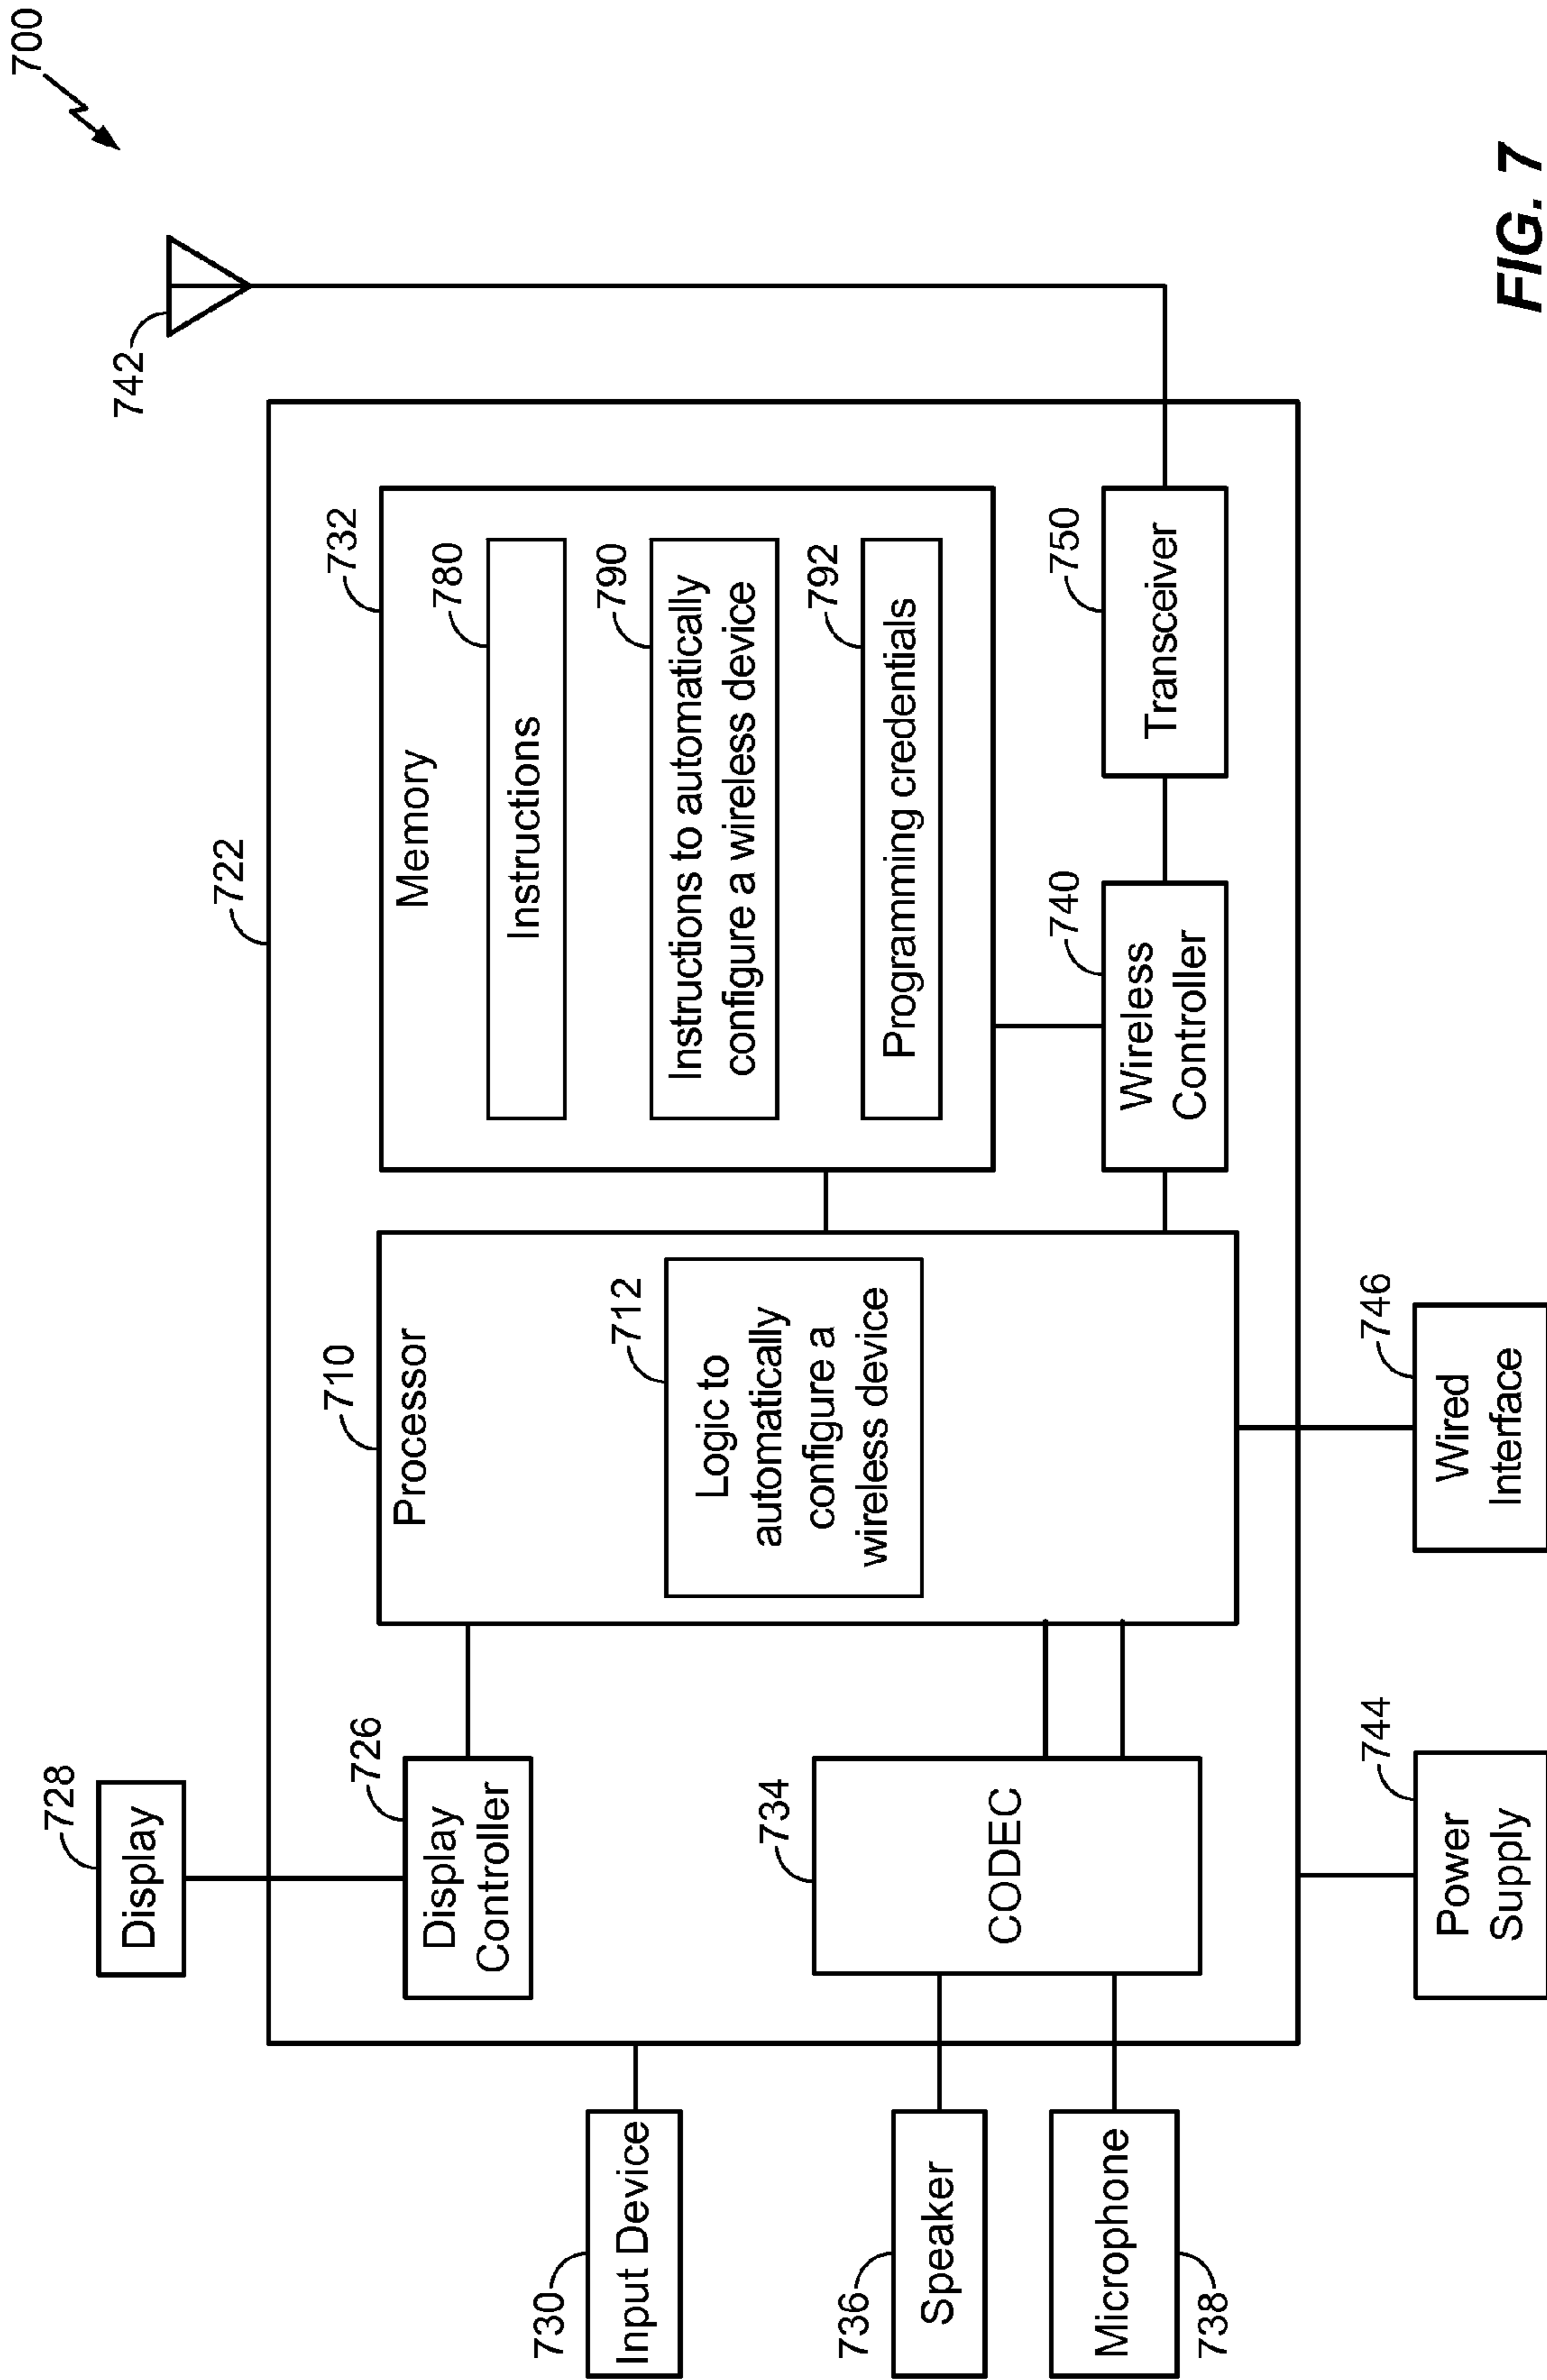 700
742
722
728
Display
726
Display
Controller
710
Processor
712
Logic to
automatically
configure a
wireless device
732
Memory
780
Instructions
790
Instructions to automatically
configure a wireless device
792
Programming credentials
730
Input Device
734
CODEC
736
Speaker
Microphone
738
740
Wireless
Controller
750
Transceiver
744
Power
Supply
746
Wired
Interface
FIG. 7